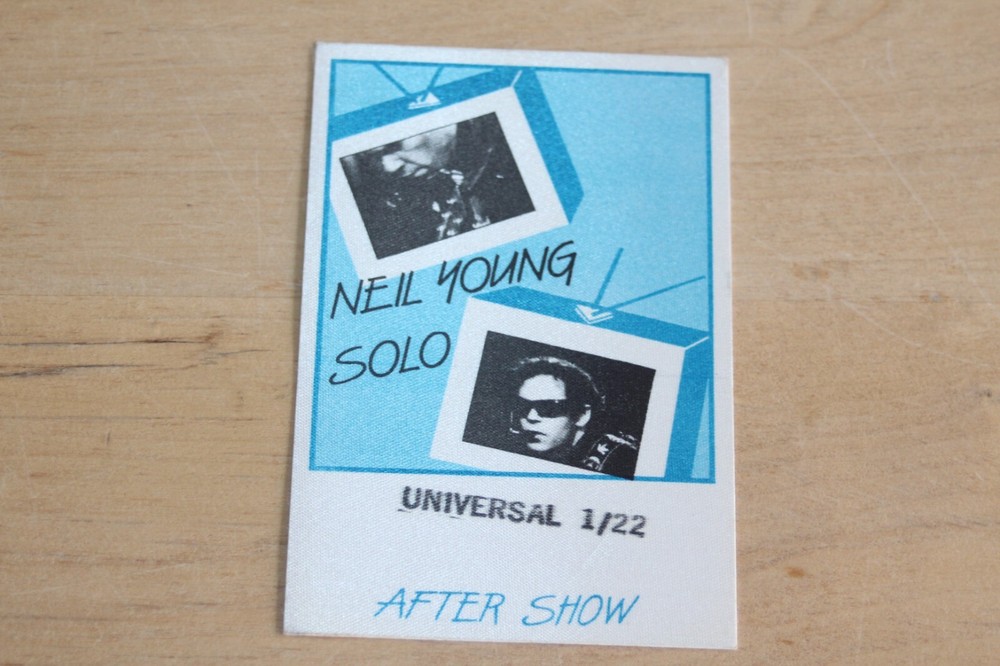 NEIL YOUNG
SOLO
UNIVERSAL 1/22
AFTER SHOW